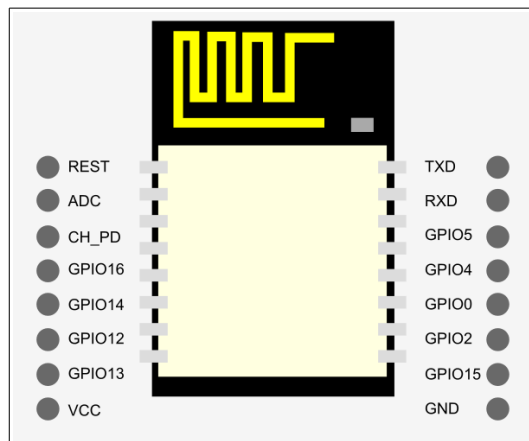 REST
ADC
CH_PD
GPIO16
GPIO14
GPIO12
GPIO13
VCC
TXD
RXD
GPIO5
GPIO4
GPIO0
GPIO2
GPIO15
GND